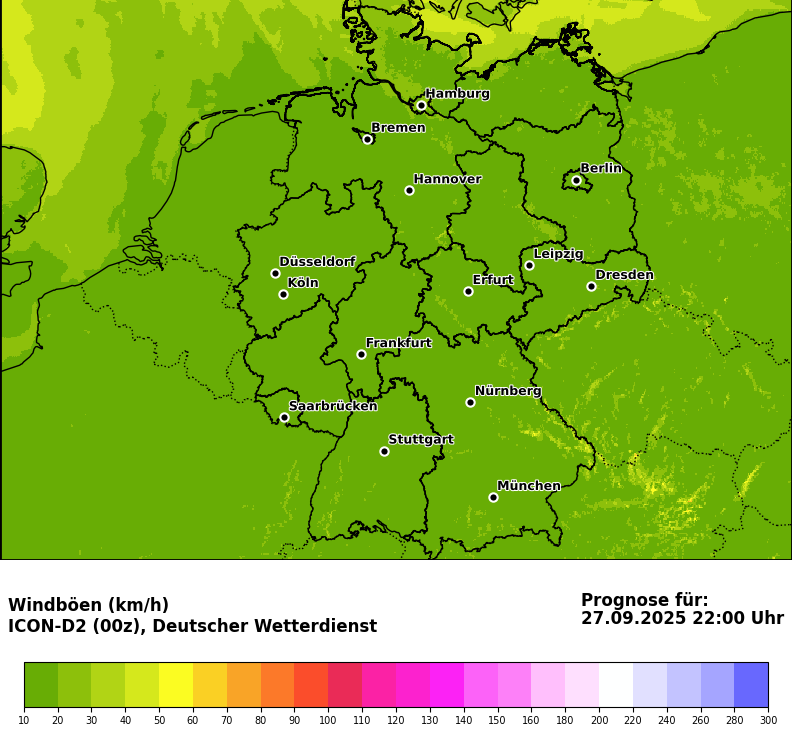 Hamburg
Bremen
Berlin
Hannover
Leipzig
Düsseldorf
Dresden
Erfurt
Köln
Frankfurt
Nürnberg
Saarbrücken
Stuttgart
München
Windböen (km/h)
ICON-D2 (00z), Deutscher Wetterdienst
Prognose für:
27.09.2025 22:00 Uhr
10 20 30 40 50 60 70 80 90 100 110 120 130 140 150 160 180 200 220 240 260 280 300